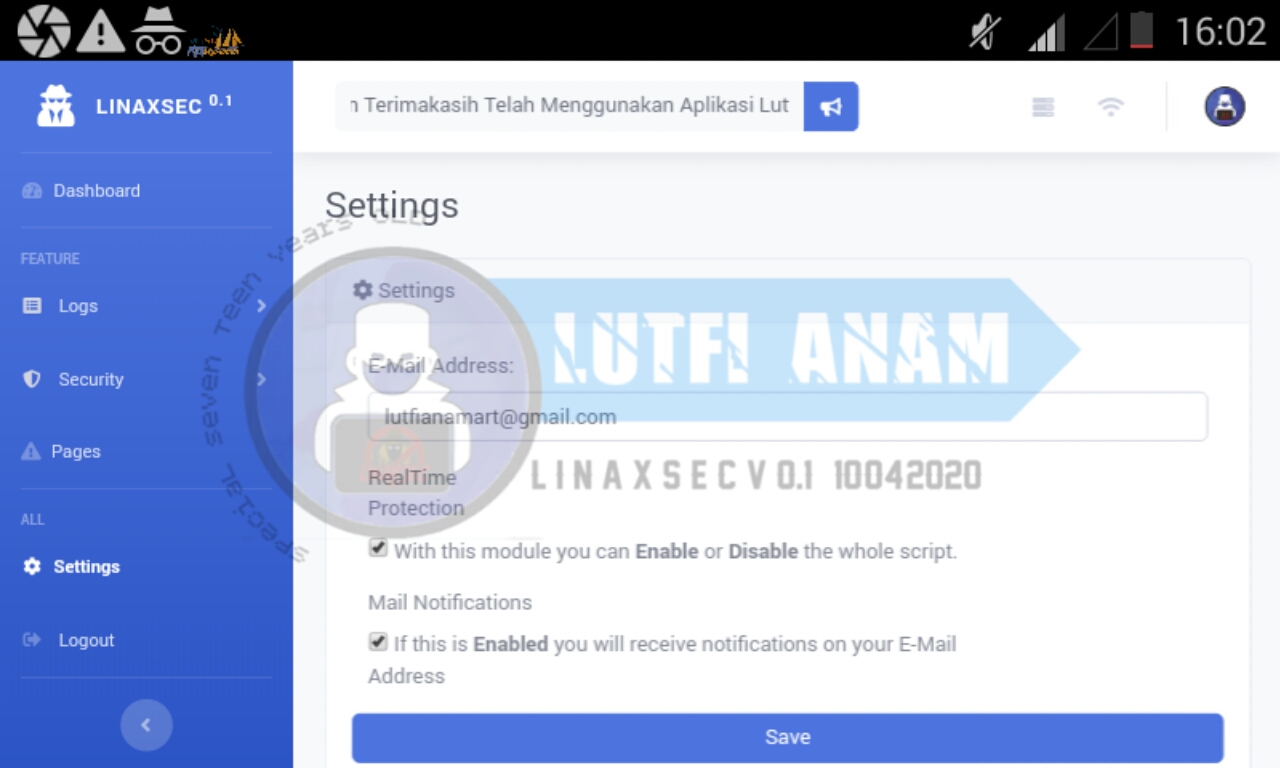 16:02
LINAXSEC 0.1
n Terimakasih Telah Menggunakan Aplikasi Lut
Dashboard
Settings
special seven Teen years OLD
FEATURE
Settings
LUTFI ANAM
Logs
E-Mail Address:
Security
lutfianamart@gmail.com
Pages
RealTime
LINAXSEC V 0.1 10042020
Protection
ALL
With this module you can Enable or Disable the whole script.
Settings
Mail Notifications
Logout
If this is Enabled you will receive notifications on your E-Mail
Address
Save